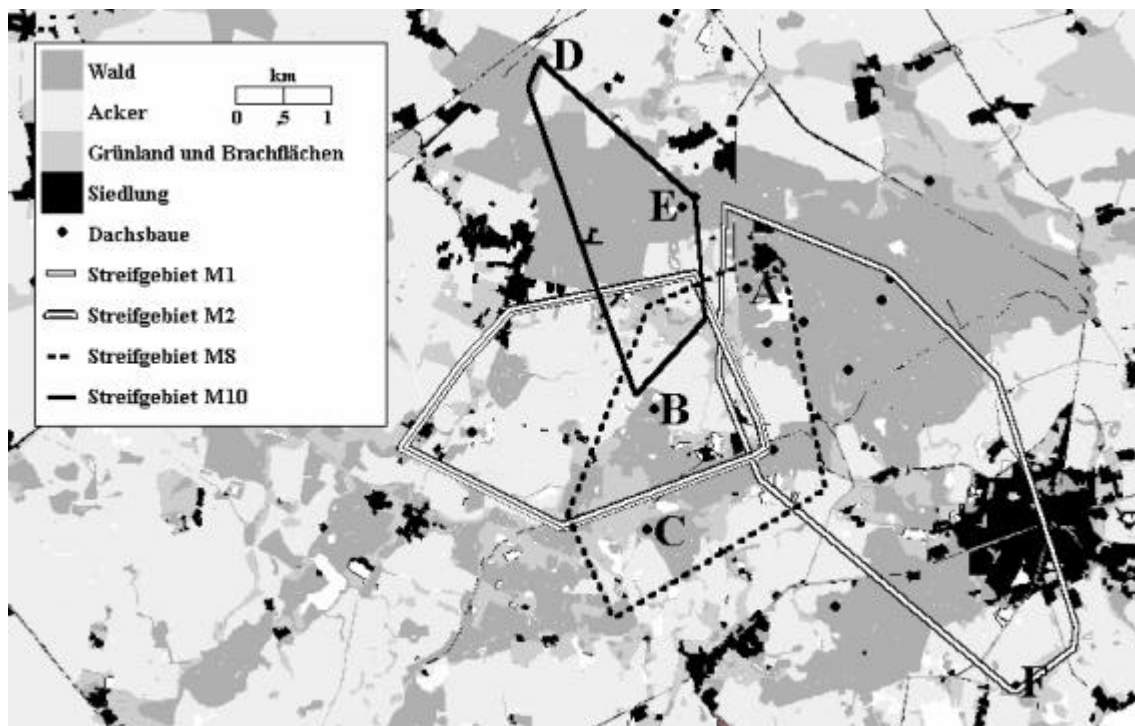 Wald
km
Acker
0 ,5 1
Grünland und Brachflächen
Siedlung
Dachsbaue
Streifgebiet M1
Streifgebiet M2
Streifgebiet M8
Streifgebiet M10
D
E
A
B
C
F